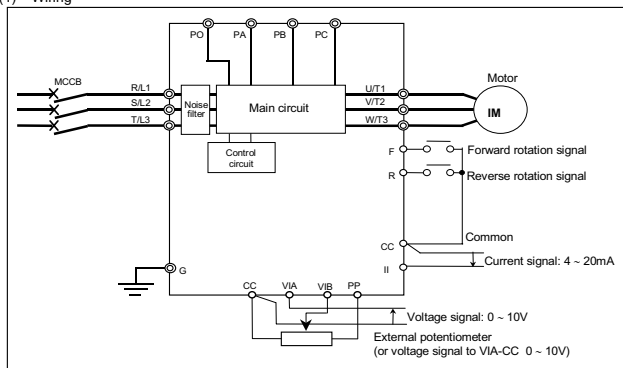 (1) Wiring
PO PA PB PC
MCCB
R/L1
S/L2
T/L3
Noise
filter
Main circuit
Control
circuit
U/T1
V/T2
W/T3
Motor
IM
F
Forward rotation signal
R
Reverse rotation signal
Common
CC
Current signal: 4 ~ 20mA
II
G
CC VIA VIB PP
Voltage signal: 0 ~ 10V
External potentiometer
(or voltage signal to VIA-CC 0 ~ 10V)